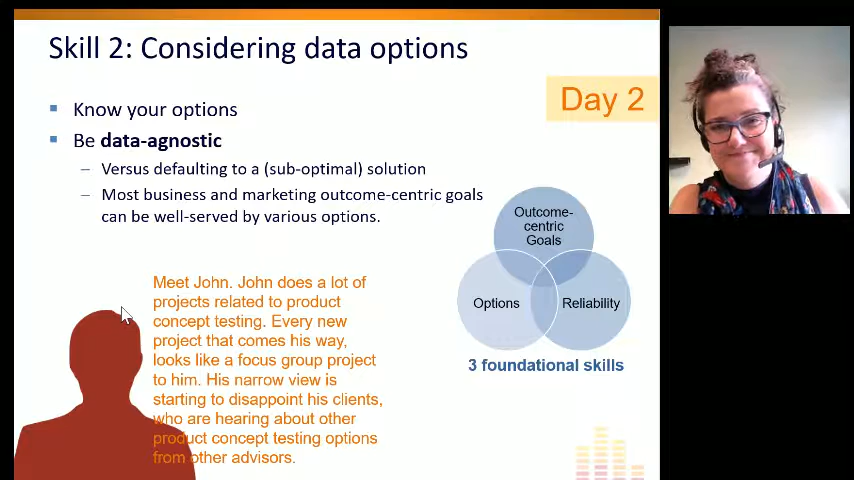 Skill 2: Considering data options
Day 2
Know your options
Be data-agnostic
– Versus defaulting to a (sub-optimal) solution
– Most business and marketing outcome-centric goals
can be well-served by various options.
Outcome-
centric
Goals
Options
Reliability
3 foundational skills
Meet John. John does a lot of
projects related to product
concept testing. Every new
project that comes his way,
looks like a focus group project
to him. His narrow view is
starting to disappoint his clients,
who are hearing about other
product concept testing options
from other advisors.